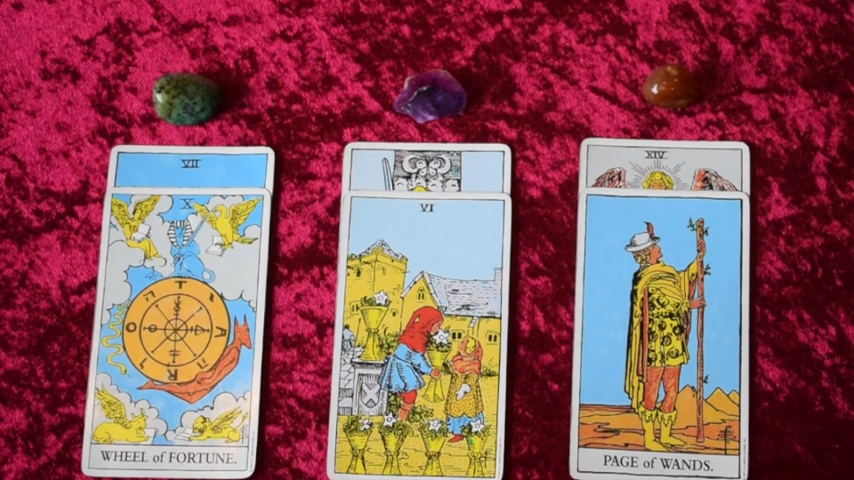 VII
XIV
X
VI
T
A
R
O
WHEEL of FORTUNE.
PAGE of WANDS.